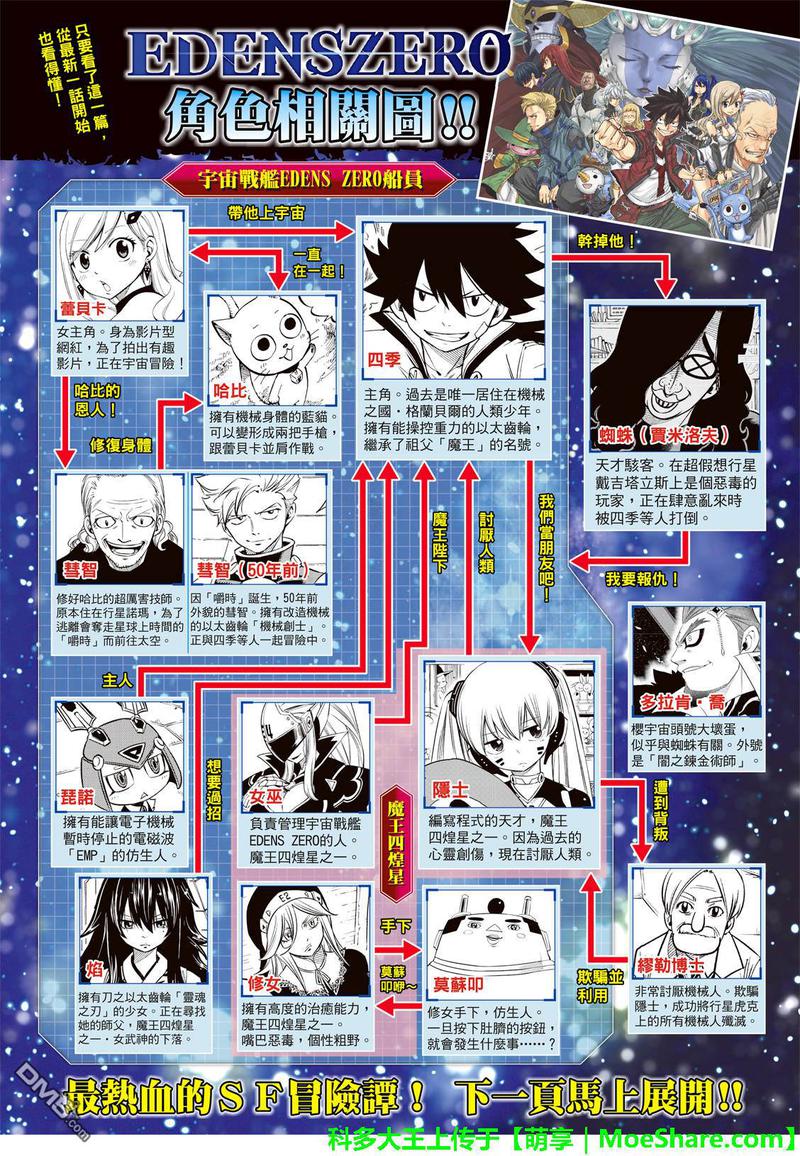 只要看了這一篇，
從最新一話開始
也看得懂！
EDENSZERO
角色相關圖!!
宇宙戰艦EDENS ZERO船員
帶他上宇宙
一直
在一起！
幹掉他！
蕾貝卡
女主角。身為影片型
網紅，為了拍出有趣
影片，正在宇宙冒險！
哈比
擁有機械身體的藍貓。
可以變形成兩把手槍，
跟蕾貝卡並肩作戰。
四季
主角。過去是唯一居住在機械
之國．格蘭貝爾的人類少年。
擁有能操控重力的以太齒輪，
繼承了祖父「魔王」的名號。
蜘蛛（賈米洛夫）
天才駭客。在超假想行星
戴吉塔立斯上是個惡毒的
玩家，正在肆意亂來時
被四季等人打倒。
哈比的
恩人！
修復身體
魔王陛下
討厭人類
我們當朋友吧！
我要報仇！
彗智
修好哈比的超厲害技師。
原本住在行星諾瑪，為了
逃離會奪走星球上時間的
「嚼時」而前往太空。
彗智（50年前）
因「嚼時」誕生，50年前
外貌的彗智。擁有改造機械
的以太齒輪「機械創士」。
正與四季等人一起冒險中。
多拉肯．喬
櫻宇宙頭號大壞蛋，
似乎與蜘蛛有關。外號
是「闇之鍊金術師」。
主人
想要過招
琵諾
擁有能讓電子機械
暫時停止的電磁波
「EMP」的仿生人。
女巫
負責管理宇宙戰艦
EDENS ZERO的人。
魔王四煌星之一。
魔王四煌星
隱士
編寫程式的天才，魔王
四煌星之一。因為過去的
心靈創傷，現在討厭人類。
遭到背叛
焰
擁有刀之以太齒輪「靈魂
之刃」的少女。正在尋找
她的師父，魔王四煌星
之一．女武神的下落。
修女
擁有高度的治癒能力，
魔王四煌星之一。
嘴巴惡毒，個性粗野。
手下
莫蘇
叩咿～
莫蘇叩
修女手下，仿生人。
一旦按下肚臍的按鈕，
就會發生什麼事……？
欺騙並
利用
繆勒博士
非常討厭機械人。欺騙
隱士，成功將行星虎克
上的所有機械人殲滅。
最熱血的ＳＦ冒險譚！ 下一頁馬上展開!!
科多大王上传于【萌享｜MoeShare.com】